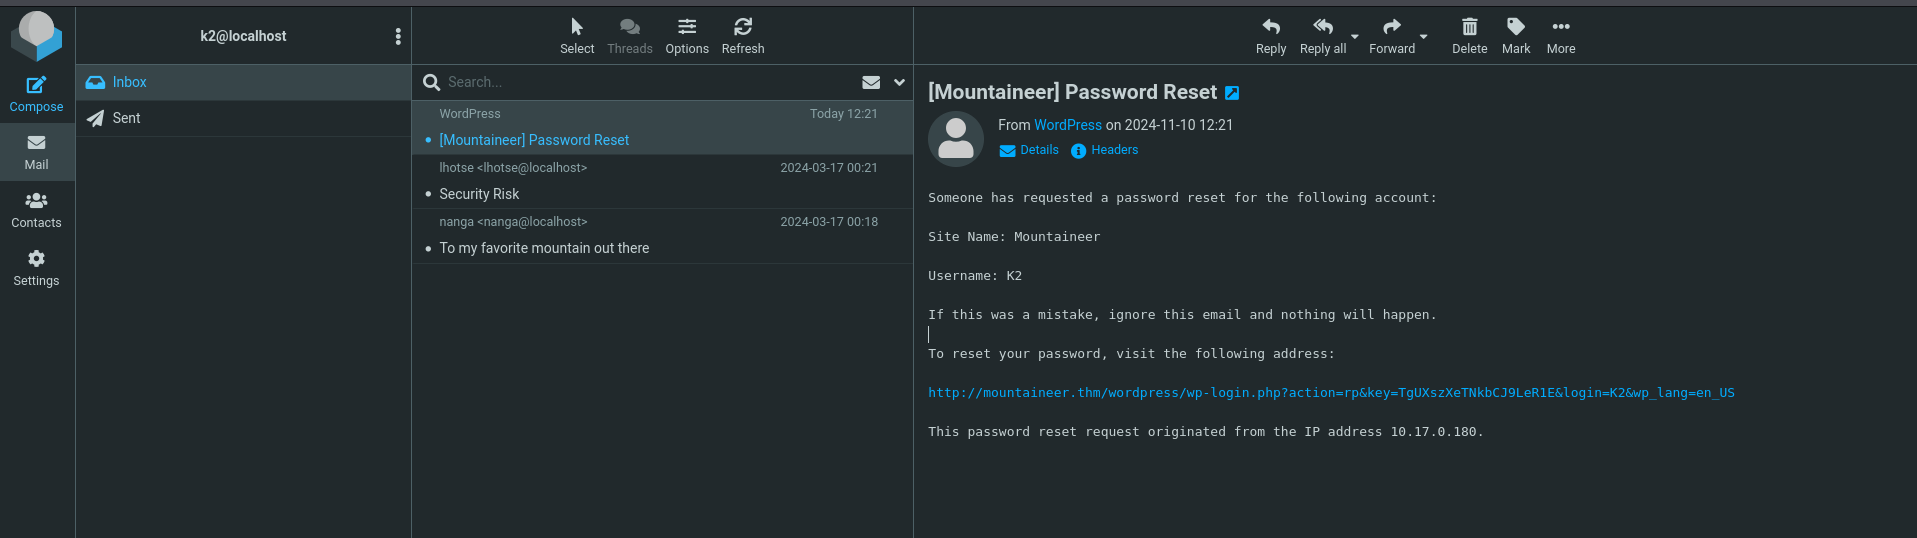 k2@localhost
Select
Threads
Options
Refresh
Reply
Reply all
Forward
Delete
Mark
More
Compose
Mail
Contacts
Settings
Inbox
Sent
Search...
WordPress Today 12:21
[Mountaineer] Password Reset
lhotse <lhotse@localhost> 2024-03-17 00:21
Security Risk
nanga <nanga@localhost> 2024-03-17 00:18
To my favorite mountain out there
[Mountaineer] Password Reset
From WordPress on 2024-11-10 12:21
Details Headers
Someone has requested a password reset for the following account:
Site Name: Mountaineer
Username: K2
If this was a mistake, ignore this email and nothing will happen.
To reset your password, visit the following address:
http://mountaineer.thm/wordpress/wp-login.php?action=rp&key=TgUXszXeTNkbCJ9LeR1E&login=K2&wp_lang=en_US
This password reset request originated from the IP address 10.17.0.180.